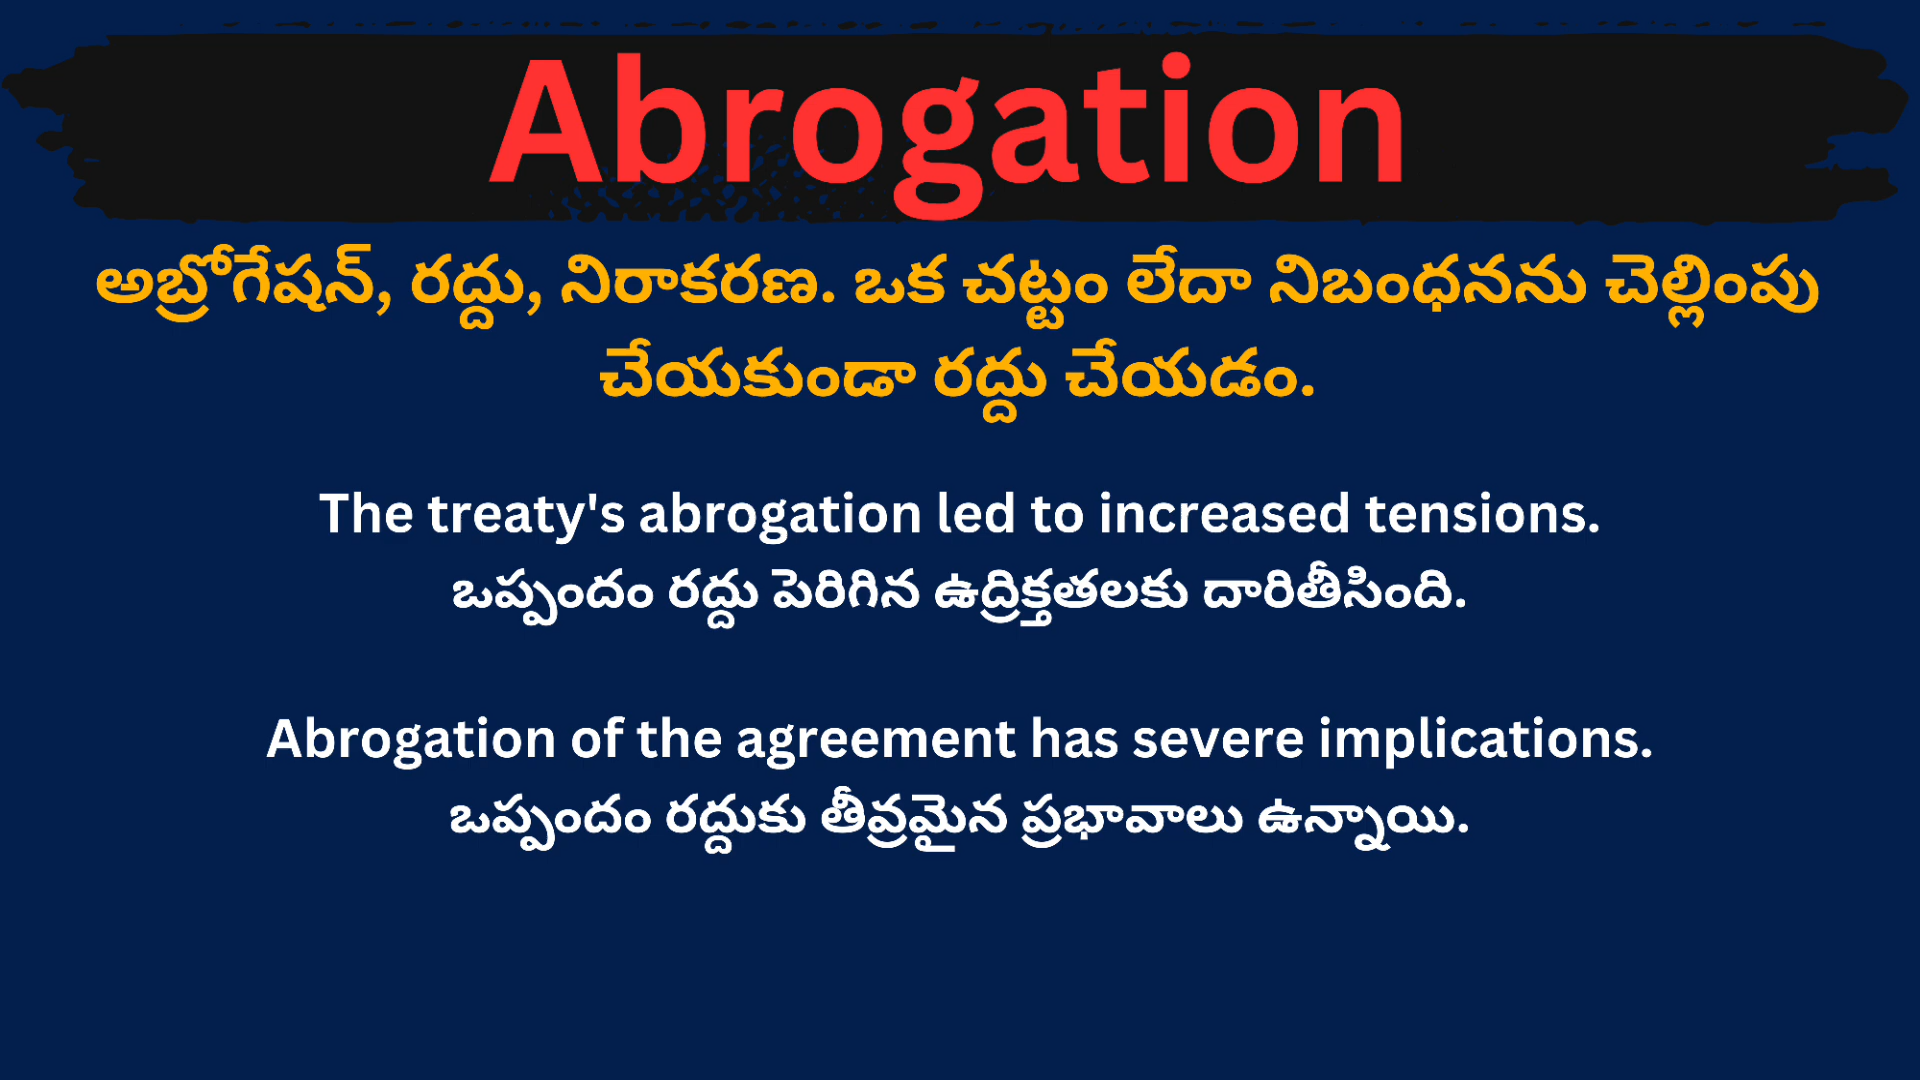 Abrogation
అబ్రోగేషన్, రద్దు, నిరాకరణ. ఒక చట్టం లేదా నిబంధనను చెల్లింపు
చేయకుండా రద్దు చేయడం.
The treaty's abrogation led to increased tensions.
ఒప్పందం రద్దు పెరిగిన ఉద్రిక్తతలకు దారితీసింది.
Abrogation of the agreement has severe implications.
ఒప్పందం రద్దుకు తీవ్రమైన ప్రభావాలు ఉన్నాయి.